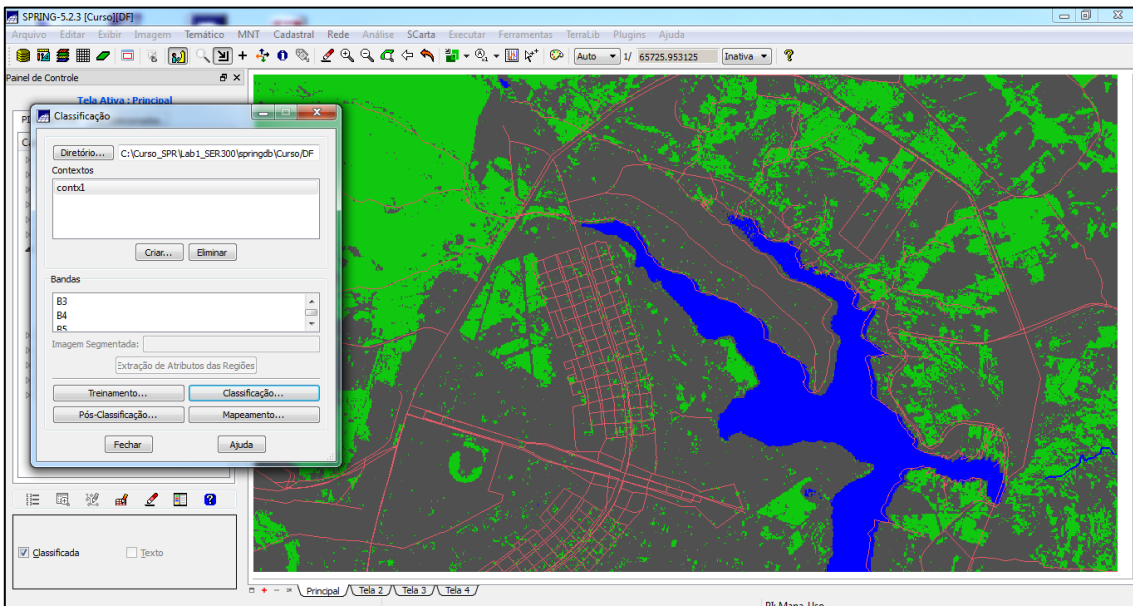 SPRING-5.2.3 [Curso][DF]
Arquivo Editar Exibir Imagem Temático MNT Cadastral Rede Análise SCarta Executar Ferramentas TerraLib Plugins Ajuda
Auto 1/ 65725.953125 Inativa
Painel de Controle
Tela Ativa : Principal
Classificação
Diretório... C:\Curso_SPR\Lab1_SER300\springdb\Curso/DF
Contextos
contx1
Criar... Eliminar
Bandas
B3
B4
B5
Imagem Segmentada:
Extração de Atributos das Regiões
Treinamento... Classificação...
Pós-Classificação... Mapeamento...
Fechar Ajuda
Classificada Texto
Principal Tela 2 Tela 3 Tela 4